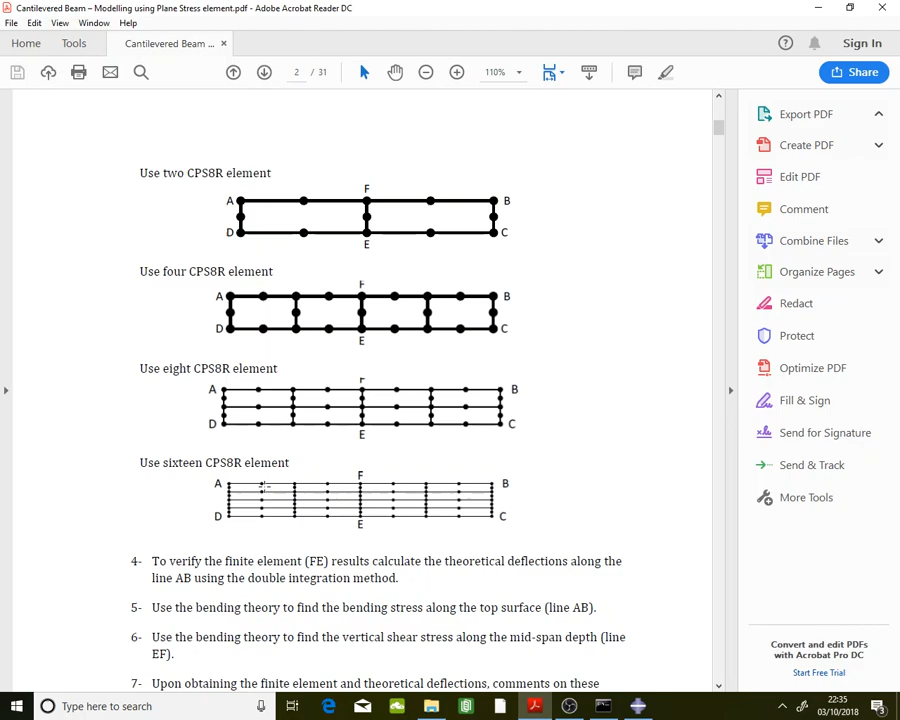 Cantilevered Beam – Modelling using Plane Stress element.pdf - Adobe Acrobat Reader DC
File Edit View Window Help
Home Tools Cantilevered Beam ... × Sign In
2 / 31 110% Share
Use two CPS8R element
F
A B
D C
E
Use four CPS8R element
F
A B
D C
E
Use eight CPS8R element
F
A B
D C
E
Use sixteen CPS8R element
F
A B
D C
E
4- To verify the finite element (FE) results calculate the theoretical deflections along the
line AB using the double integration method.
5- Use the bending theory to find the bending stress along the top surface (line AB).
6- Use the bending theory to find the vertical shear stress along the mid-span depth (line
EF).
7- Upon obtaining the finite element and theoretical deflections, comments on these
Export PDF
Create PDF
Edit PDF
Comment
Combine Files
Organize Pages
Redact
Protect
Optimize PDF
Fill & Sign
Send for Signature
Send & Track
More Tools
Convert and edit PDFs
with Acrobat Pro DC
Start Free Trial
Type here to search
22:35
03/10/2018
3